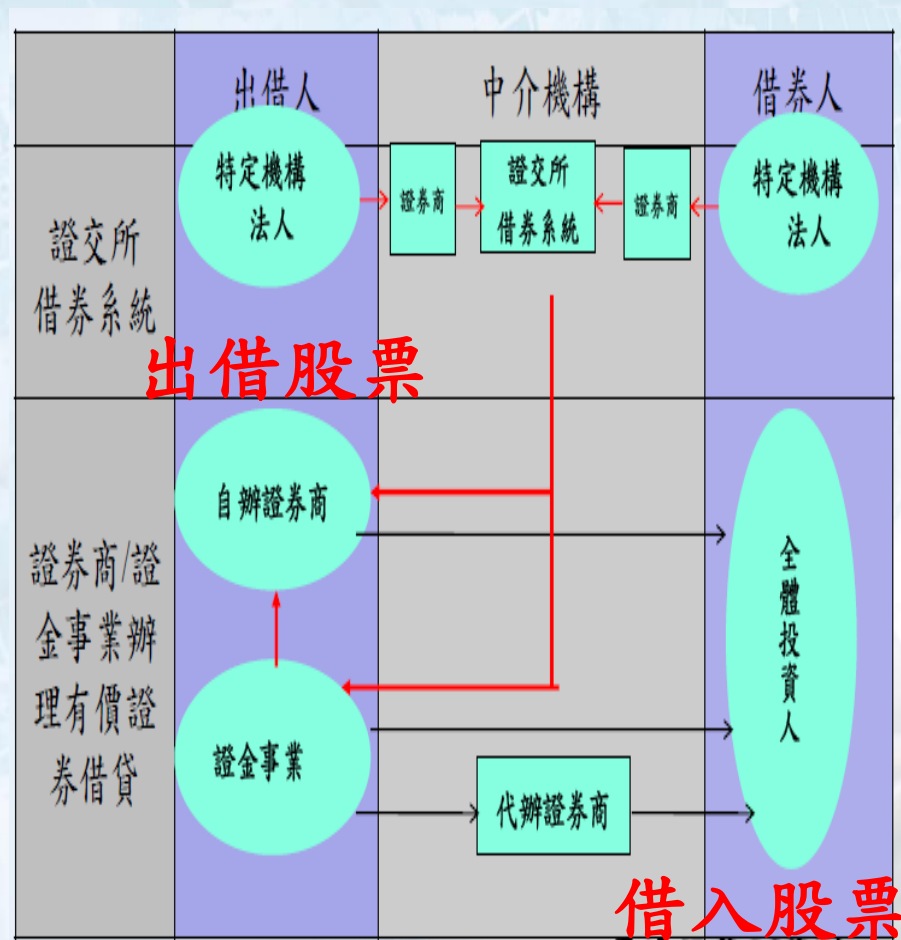 出借人
中介機構
借券人
證交所
借券系統
特定機構
法人
證券商
證交所
借券系統
證券商
特定機構
法人
出借股票
證券商/證
金事業辦
理有價證
券借貸
自辦證券商
證金事業
代辦證券商
全體投資人
借入股票